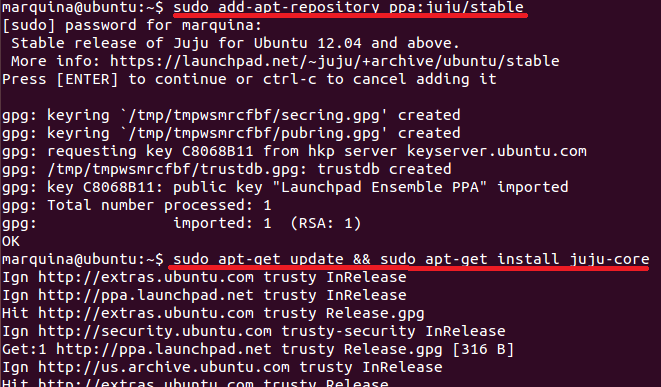 marquina@ubuntu:~$ sudo add-apt-repository ppa:juju/stable
[sudo] password for marquina:
 Stable release of Juju for Ubuntu 12.04 and above.
 More info: https://launchpad.net/~juju/+archive/ubuntu/stable
Press [ENTER] to continue or ctrl-c to cancel adding it

gpg: keyring `/tmp/tmpwsmrcfbf/secring.gpg' created
gpg: keyring `/tmp/tmpwsmrcfbf/pubring.gpg' created
gpg: requesting key C8068B11 from hkp server keyserver.ubuntu.com
gpg: /tmp/tmpwsmrcfbf/trustdb.gpg: trustdb created
gpg: key C8068B11: public key "Launchpad Ensemble PPA" imported
gpg: Total number processed: 1
gpg:               imported: 1  (RSA: 1)
OK
marquina@ubuntu:~$ sudo apt-get update && sudo apt-get install juju-core
Ign http://extras.ubuntu.com trusty InRelease
Ign http://ppa.launchpad.net trusty InRelease
Hit http://extras.ubuntu.com trusty Release.gpg
Ign http://security.ubuntu.com trusty-security InRelease
Get:1 http://ppa.launchpad.net trusty Release.gpg [316 B]
Ign http://us.archive.ubuntu.com trusty InRelease
Hit http://extras.ubuntu.com trusty Release